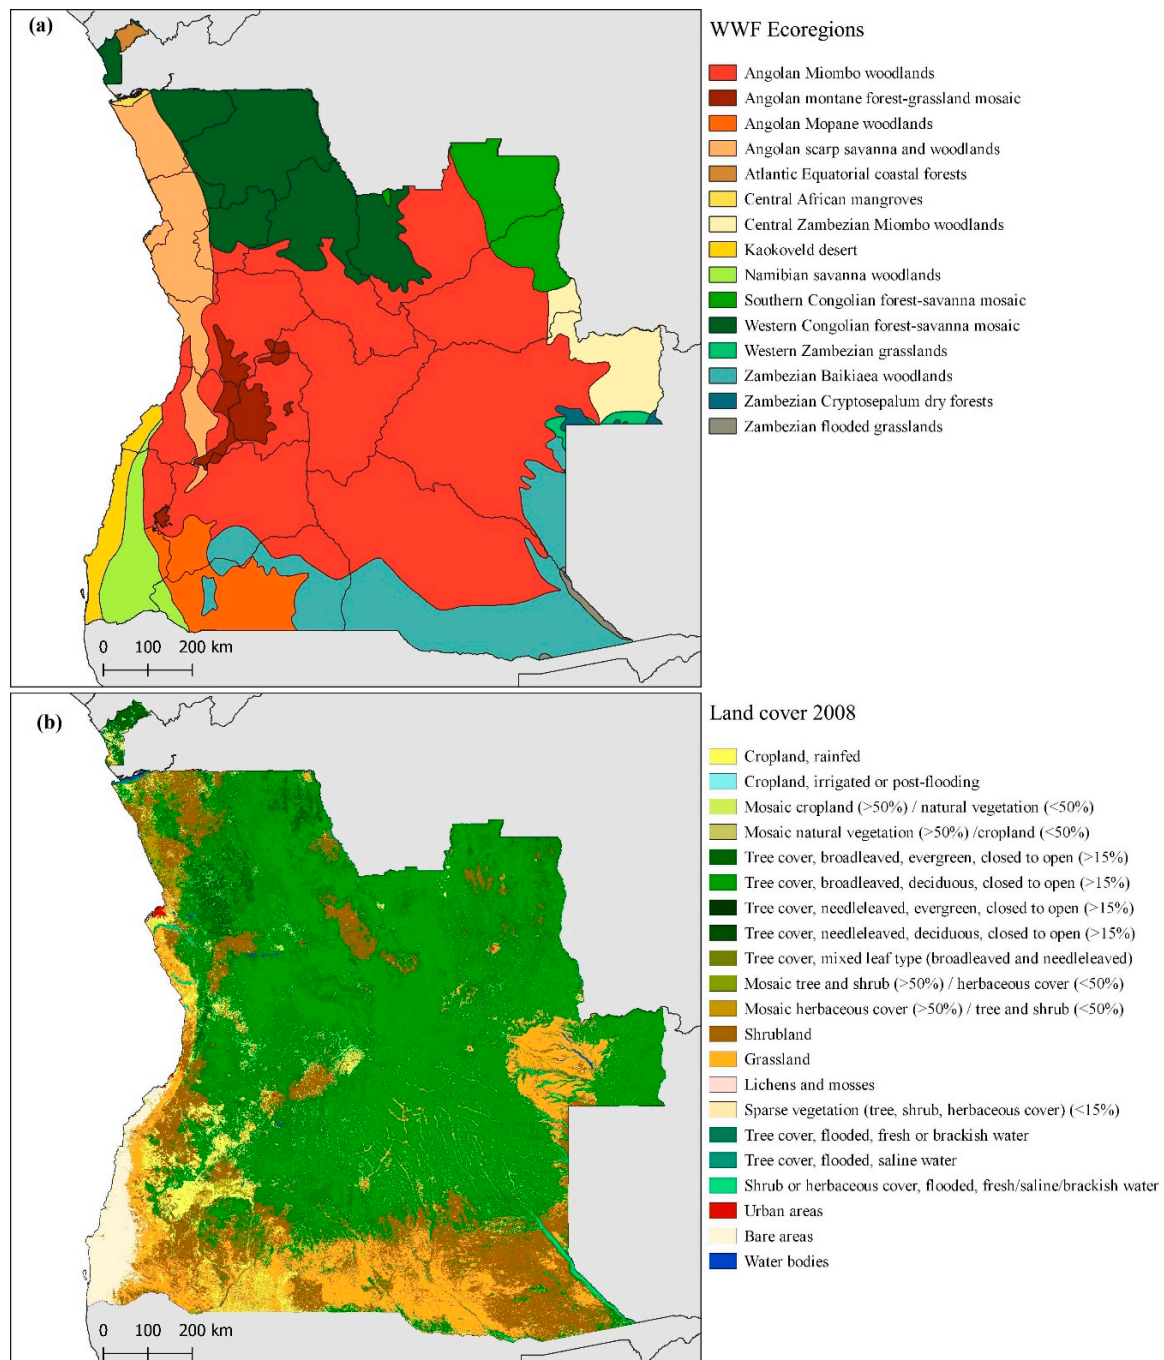 (a)
WWF Ecoregions
Angolan Miombo woodlands
Angolan montane forest-grassland mosaic
Angolan Mopane woodlands
Angolan scarp savanna and woodlands
Atlantic Equatorial coastal forests
Central African mangroves
Central Zambezian Miombo woodlands
Kaokoveld desert
Namibian savanna woodlands
Southern Congolian forest-savanna mosaic
Western Congolian forest-savanna mosaic
Western Zambezian grasslands
Zambezian Baikiaea woodlands
Zambezian Cryptosepalum dry forests
Zambezian flooded grasslands
0 100 200 km
(b)
Land cover 2008
Cropland, rainfed
Cropland, irrigated or post-flooding
Mosaic cropland (>50%) / natural vegetation (<50%)
Mosaic natural vegetation (>50%) /cropland (<50%)
Tree cover, broadleaved, evergreen, closed to open (>15%)
Tree cover, broadleaved, deciduous, closed to open (>15%)
Tree cover, needleleaved, evergreen, closed to open (>15%)
Tree cover, needleleaved, deciduous, closed to open (>15%)
Tree cover, mixed leaf type (broadleaved and needleleaved)
Mosaic tree and shrub (>50%) / herbaceous cover (<50%)
Mosaic herbaceous cover (>50%) / tree and shrub (<50%)
Shrubland
Grassland
Lichens and mosses
Sparse vegetation (tree, shrub, herbaceous cover) (<15%)
Tree cover, flooded, fresh or brackish water
Tree cover, flooded, saline water
Shrub or herbaceous cover, flooded, fresh/saline/brackish water
Urban areas
Bare areas
Water bodies
0 100 200 km